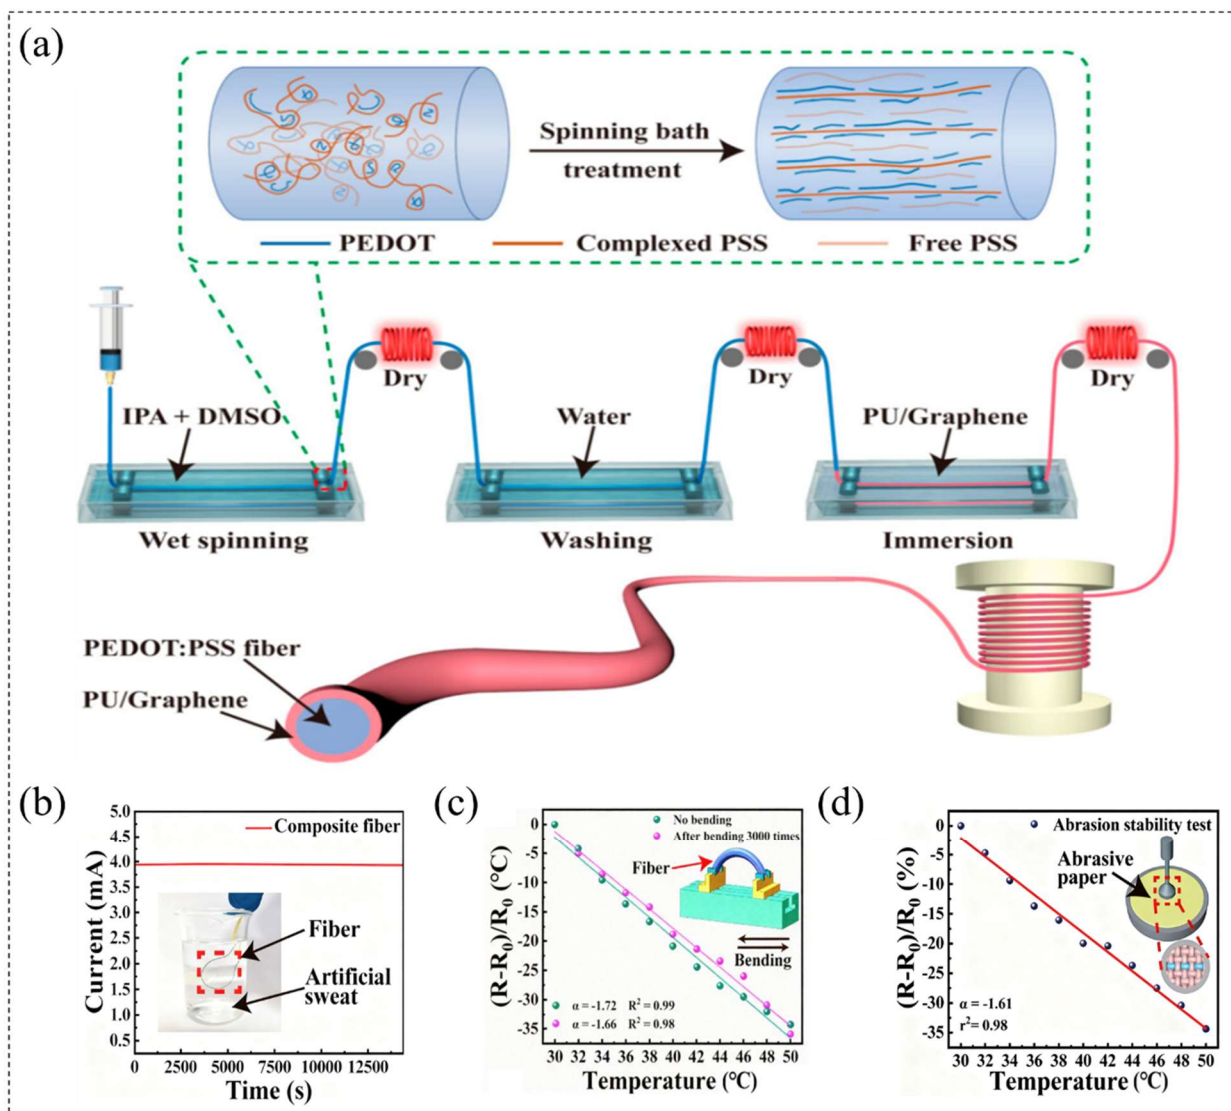 (a)
Spinning bath
treatment
PEDOT
Complexed PSS
Free PSS
Dry
Dry
Dry
IPA + DMSO
Water
PU/Graphene
Wet spinning
Washing
Immersion
PEDOT:PSS fiber
PU/Graphene
(b)
Current (mA)
5.0
4.5
4.0
3.5
3.0
2.5
2.0
1.5
1.0
0.5
Composite fiber
Fiber
Artificial
sweat
0 2500 5000 7500 10000 12500
Time (s)
(c)
(R-R₀)/R₀ (℃)
0
-5
-10
-15
-20
-25
-30
-35
No bending
After bending 3000 times
Fiber
Bending
α = -1.72 R² = 0.99
α = -1.66 R² = 0.98
30 32 34 36 38 40 42 44 46 48 50
Temperature (℃)
(d)
(R-R₀)/R₀ (%)
0
-5
-10
-15
-20
-25
-30
-35
Abrasion stability test
Abrasive
paper
α = -1.61
r² = 0.98
30 32 34 36 38 40 42 44 46 48 50
Temperature (℃)